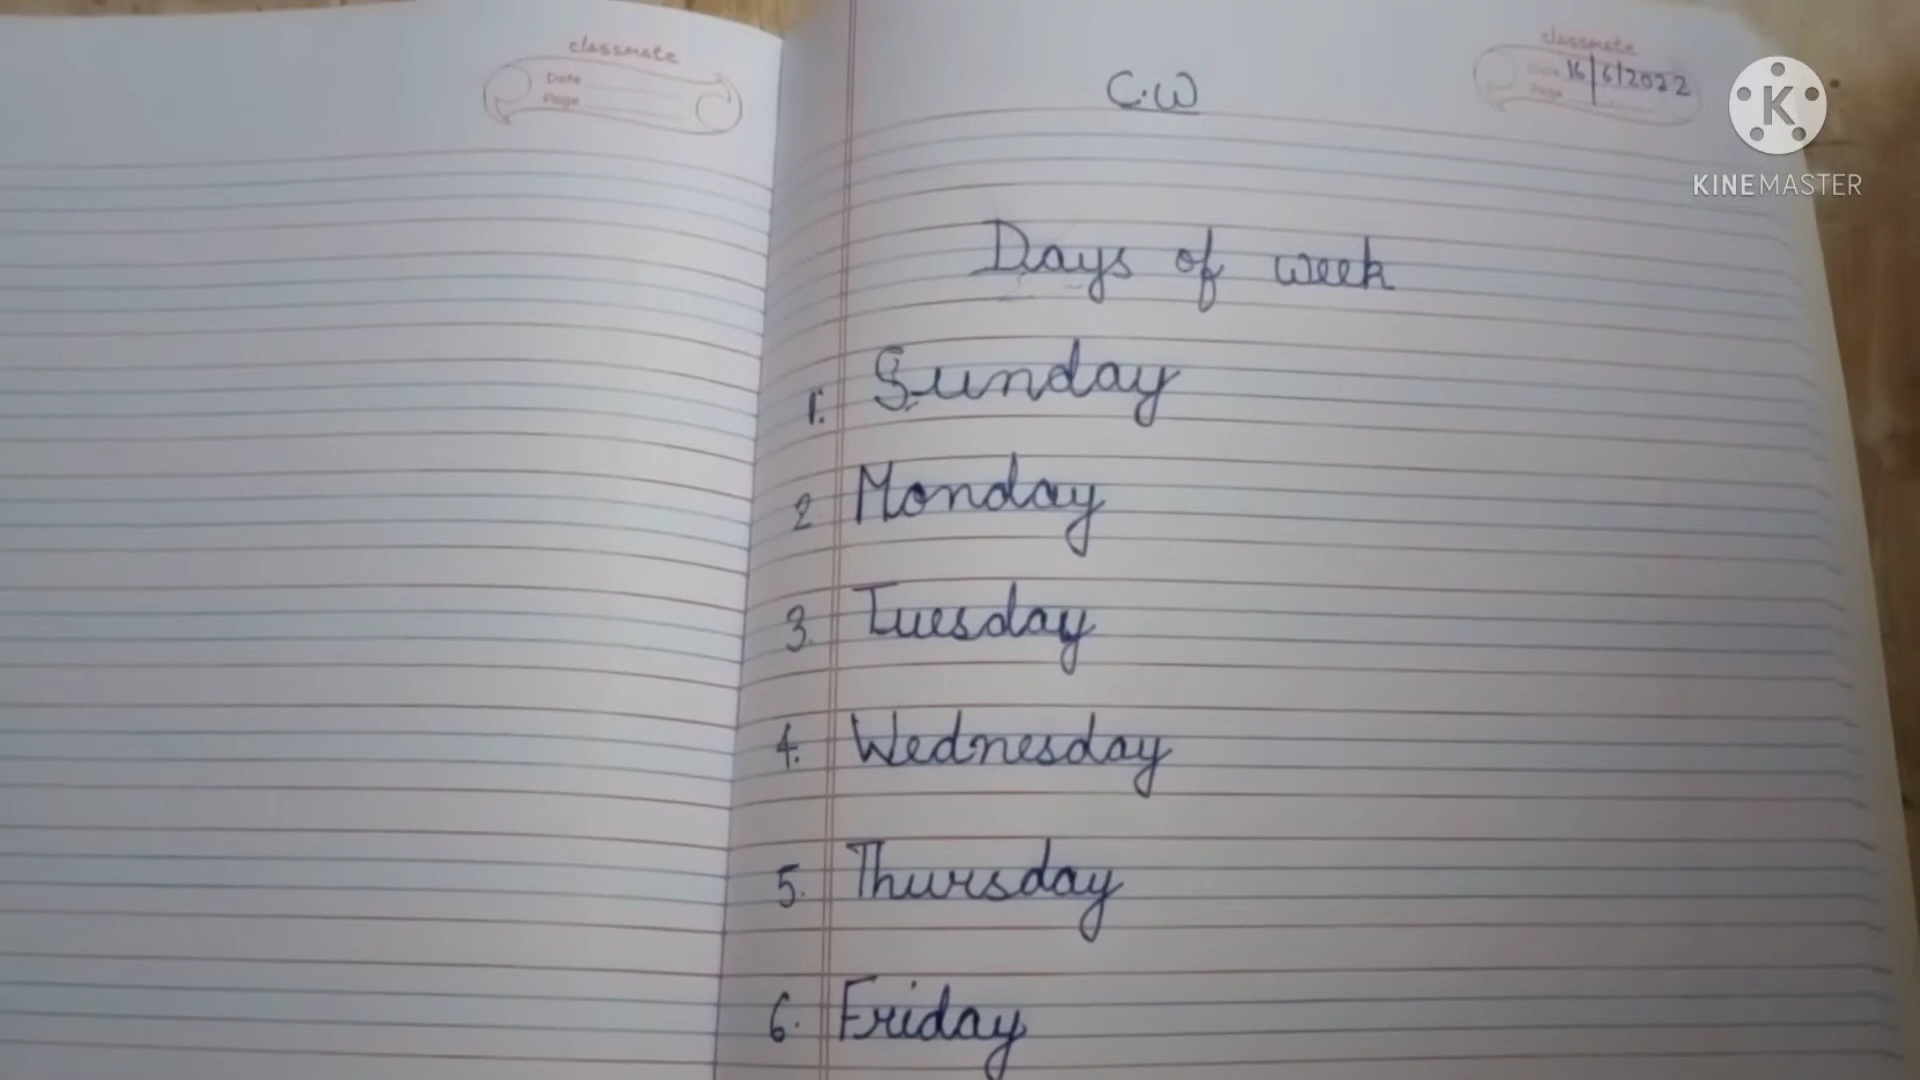 classmate
Date
Page
C.W
classmate
Date 16/6/2022
Page
KINEMASTER
Days of week
1. Sunday
2 Monday
3. Tuesday
4. Wednesday
5. Thursday
6. Friday